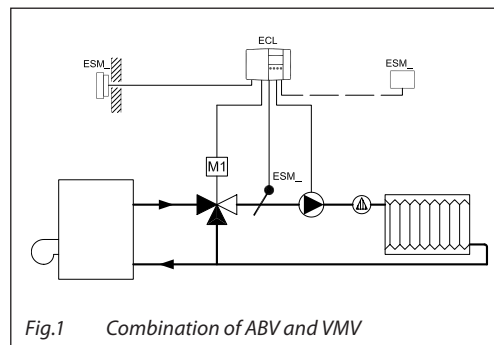 ECL
ESM_
ESM_
M1
ESM_
Fig.1 Combination of ABV and VMV